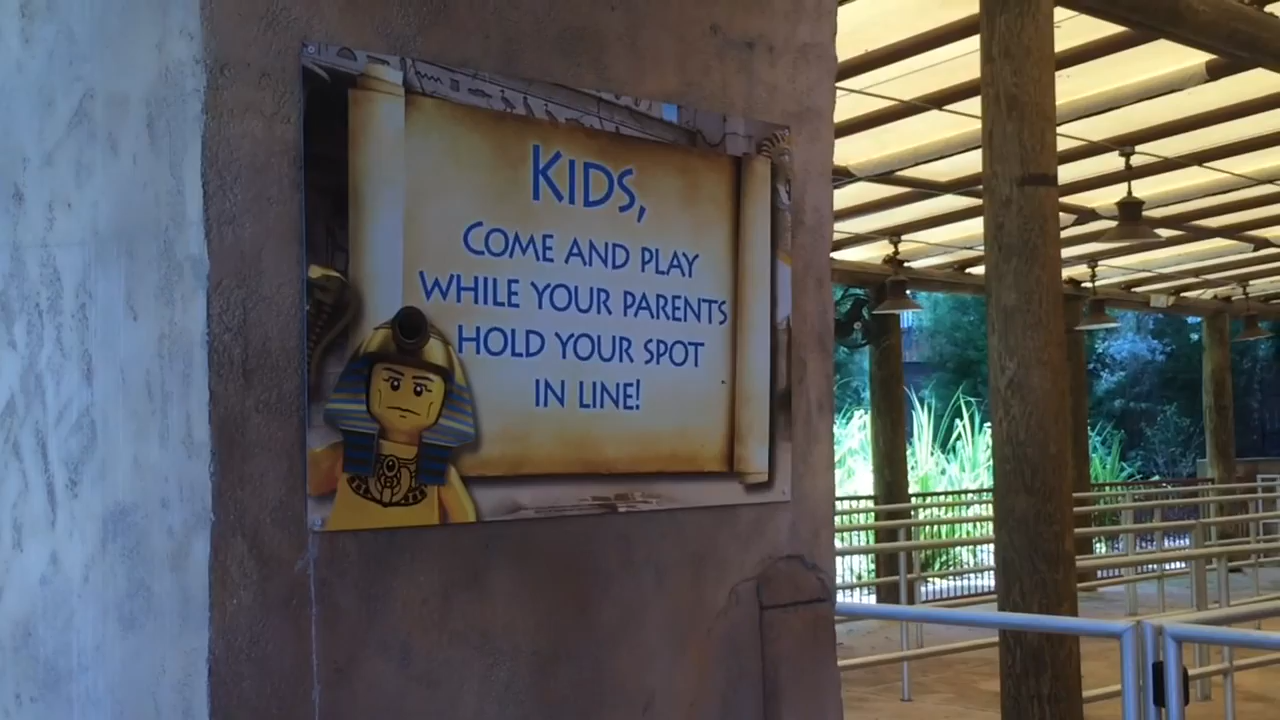 KIDS,
COME AND PLAY
WHILE YOUR PARENTS
HOLD YOUR SPOT
IN LINE!